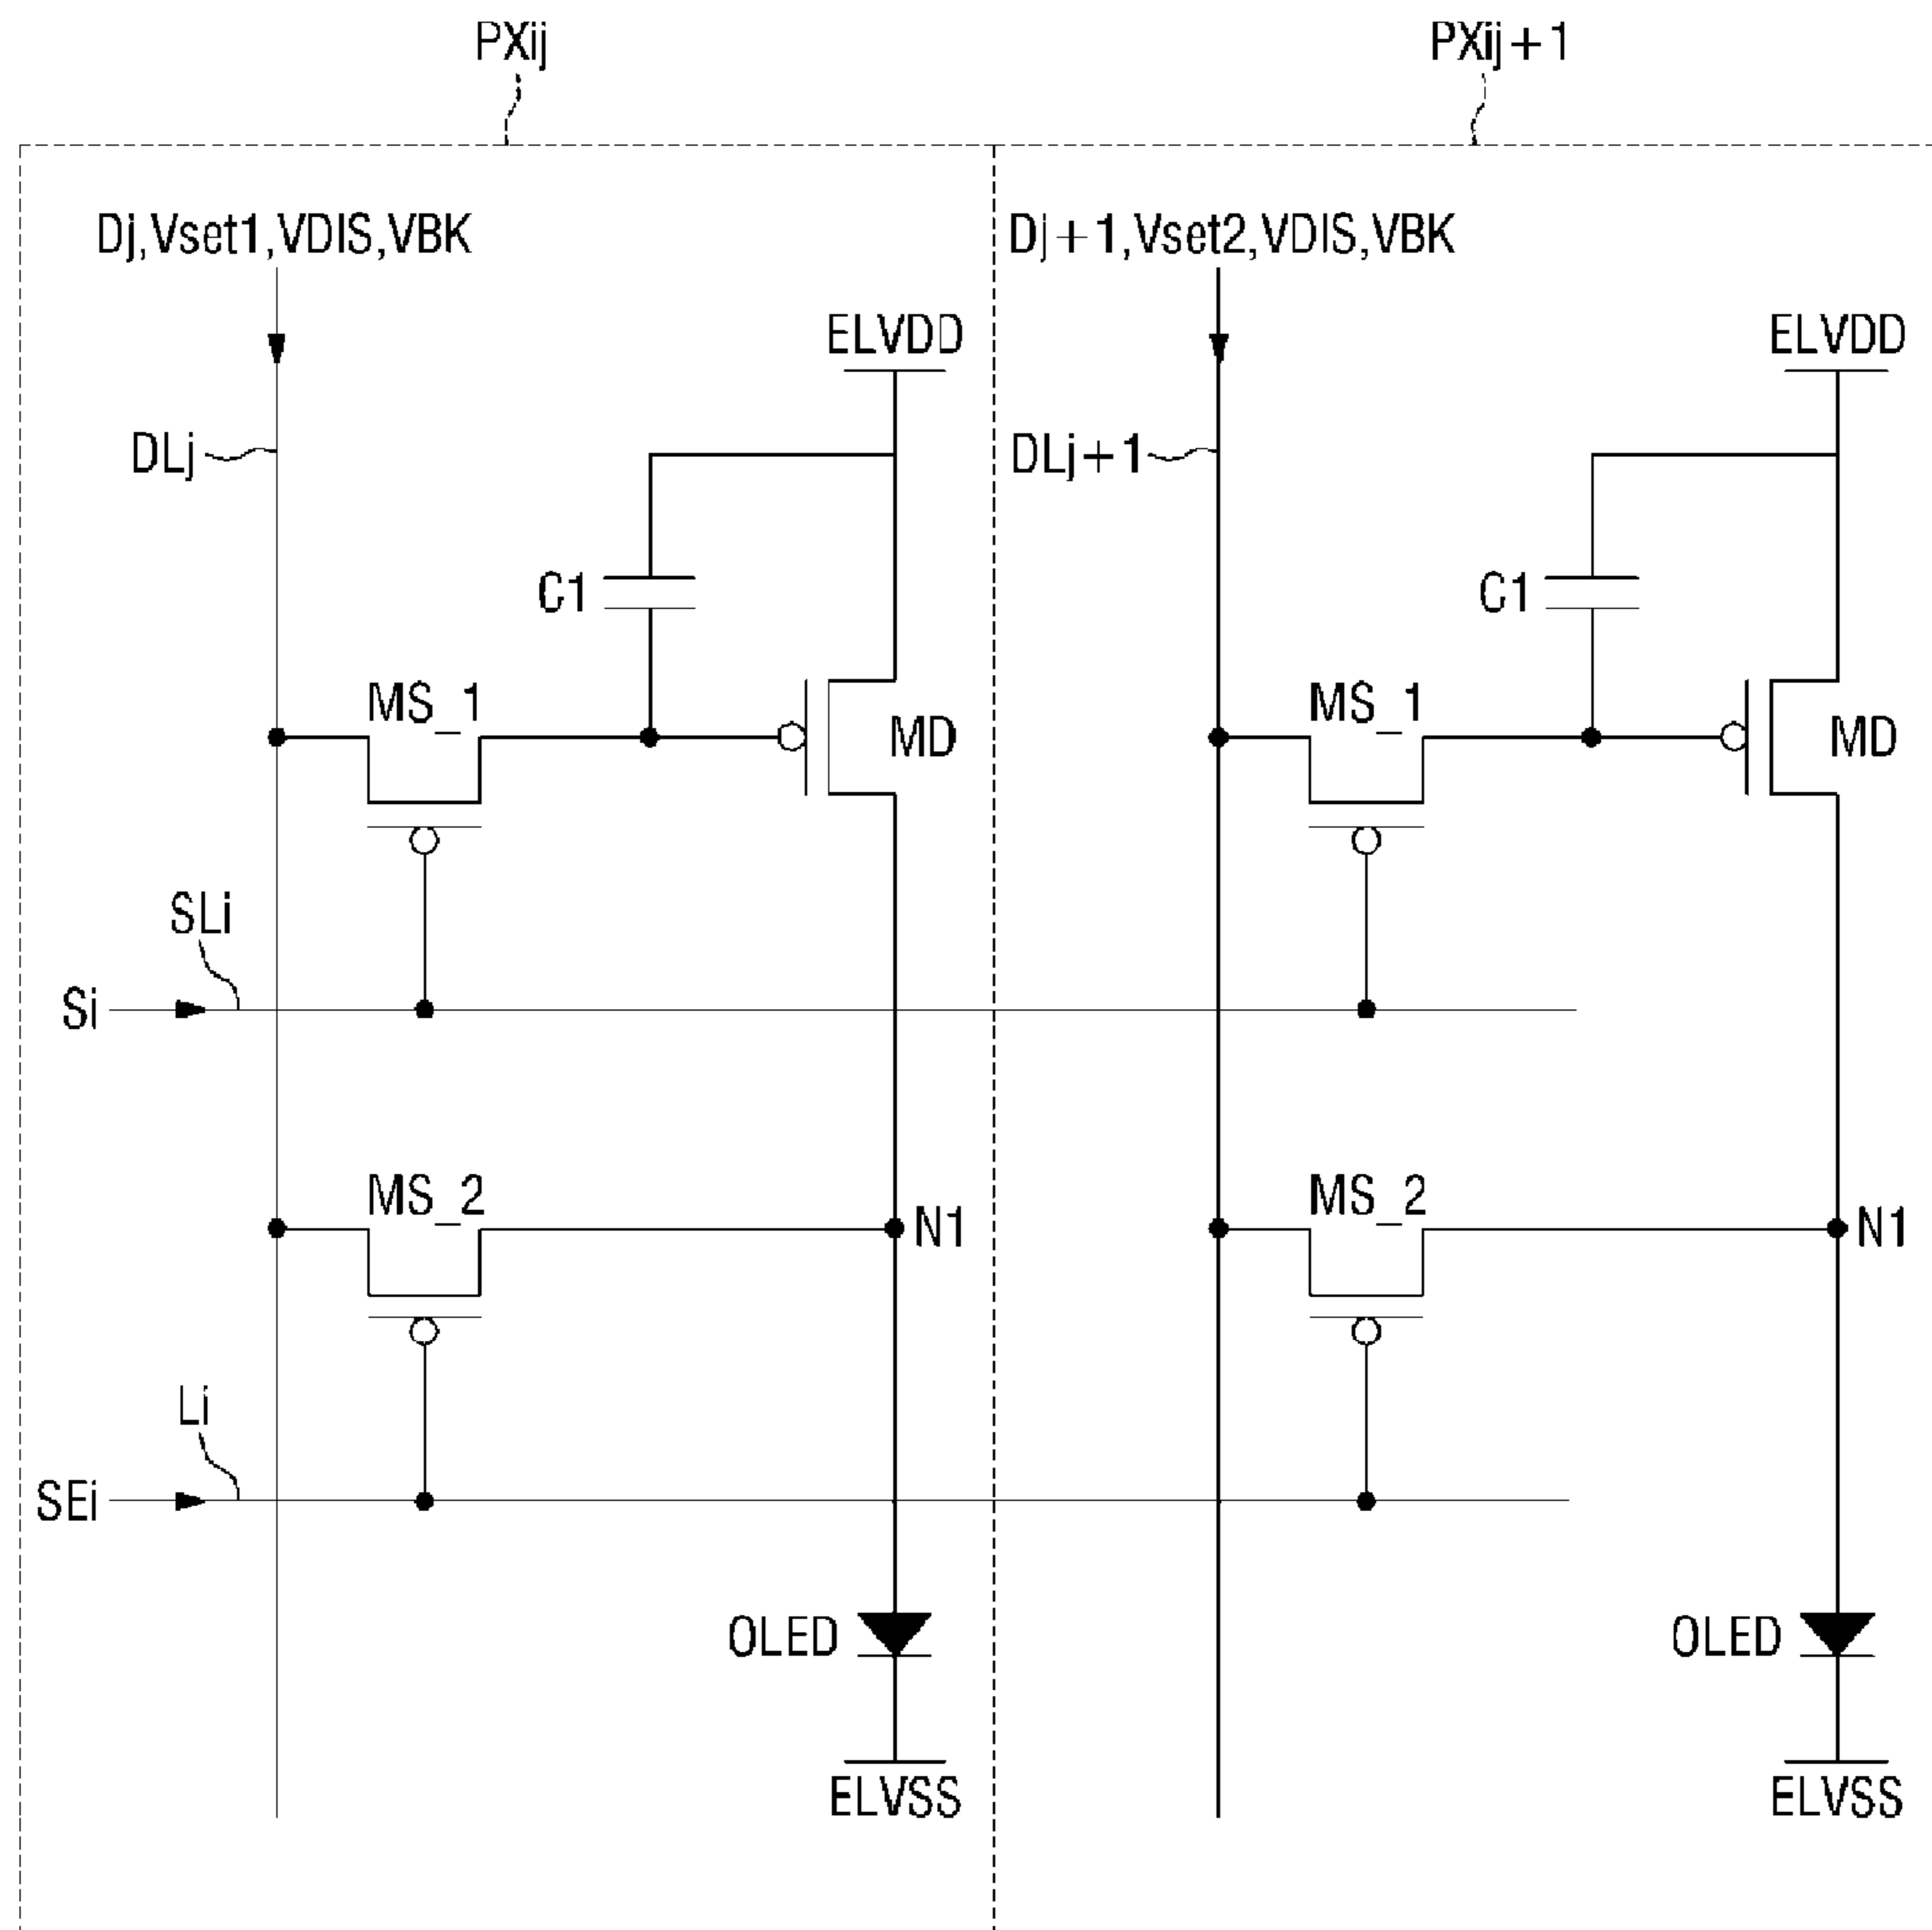 PXij
PXij+1
Dj,Vset1,VDIS,VBK
Dj+1,Vset2,VDIS,VBK
ELVDD
ELVDD
DLj
DLj+1
C1
C1
MS_1
MD
MS_1
MD
SLi
Si
MS_2
N1
MS_2
N1
Li
SEi
OLED
OLED
ELVSS
ELVSS